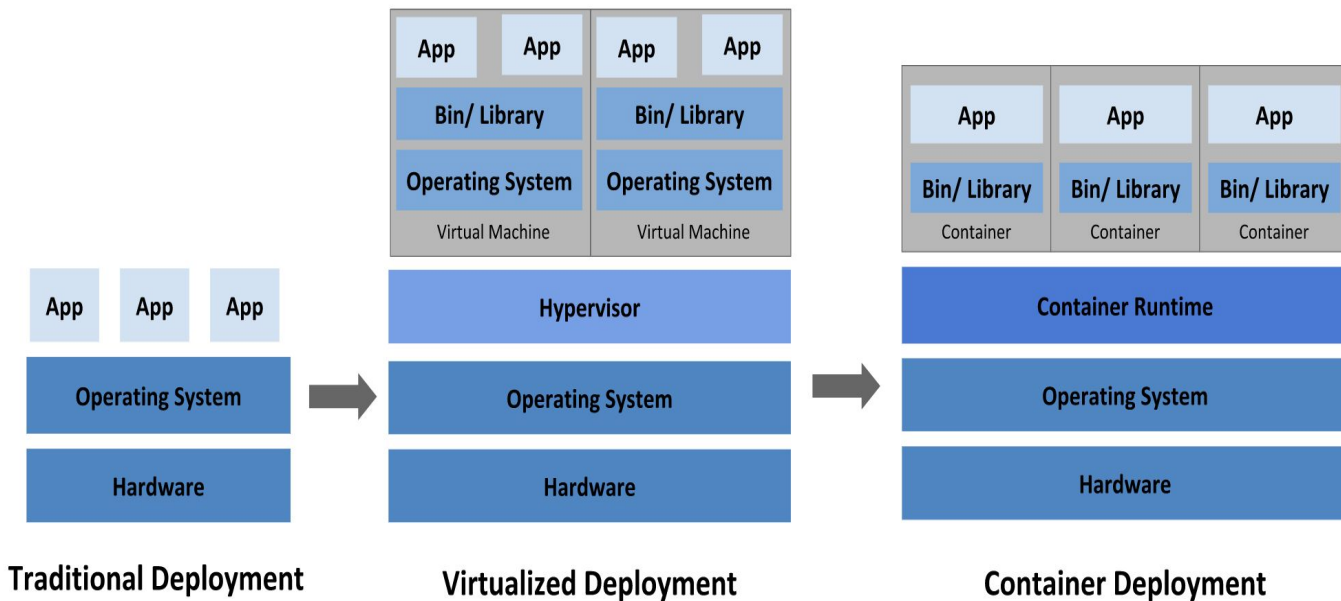 App App App
Operating System
Hardware
Traditional Deployment
App App App App
Bin/ Library Bin/ Library
Operating System Operating System
Virtual Machine Virtual Machine
Hypervisor
Operating System
Hardware
Virtualized Deployment
App App App
Bin/ Library Bin/ Library Bin/ Library
Container Container Container
Container Runtime
Operating System
Hardware
Container Deployment